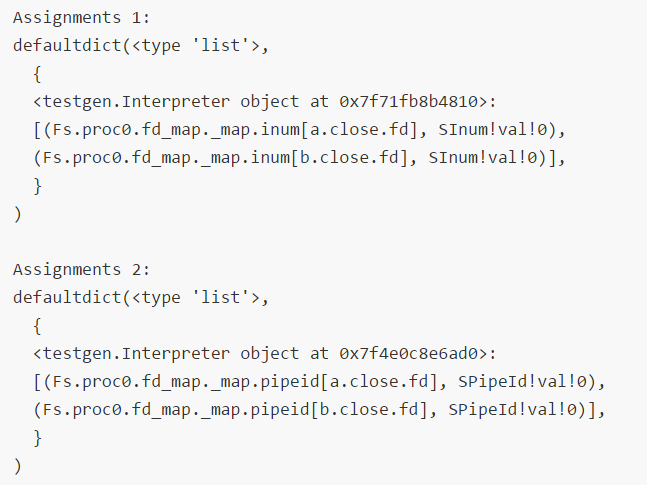 Assignments 1:
defaultdict(<type 'list'>,
  {
  <testgen.Interpreter object at 0x7f71fb8b4810>:
  [(Fs.proc0.fd_map._map.inum[a.close.fd], SInum!val!0),
  (Fs.proc0.fd_map._map.inum[b.close.fd], SInum!val!0)],
  }
)

Assignments 2:
defaultdict(<type 'list'>,
  {
  <testgen.Interpreter object at 0x7f4e0c8e6ad0>:
  [(Fs.proc0.fd_map._map.pipeid[a.close.fd], SPipeId!val!0),
  (Fs.proc0.fd_map._map.pipeid[b.close.fd], SPipeId!val!0)],
  }
)